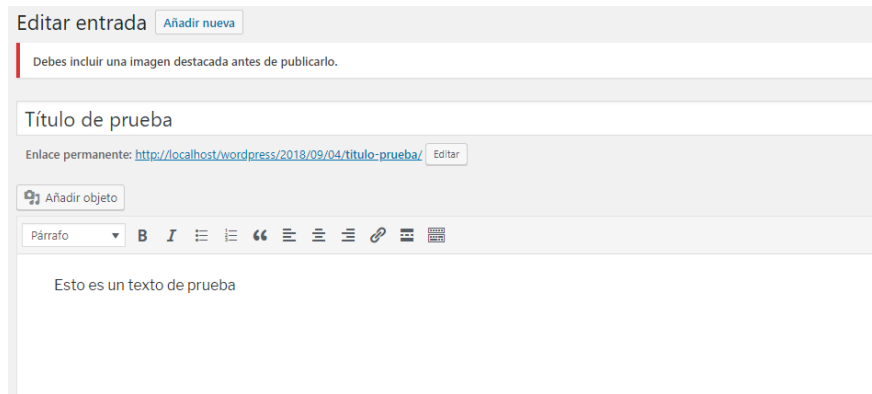 Editar entrada Añadir nueva
Debes incluir una imagen destacada antes de publicarlo.
Título de prueba
Enlace permanente: http://localhost/wordpress/2018/09/04/titulo-prueba/ Editar
Añadir objeto
Párrafo B I
Esto es un texto de prueba